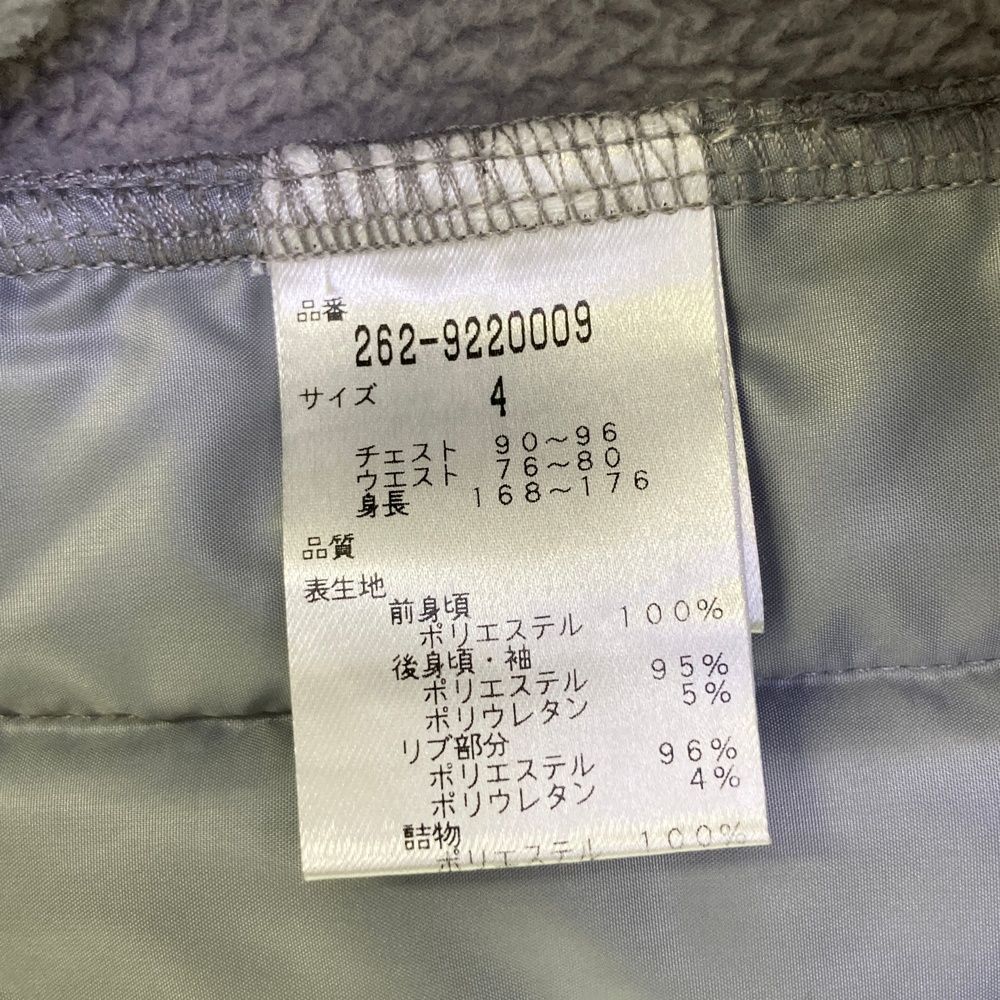 品番
262-9220009
サイズ 4
チェスト 90～96
ウエスト 76～80
身長 168～176
品質
表生地
前身頃
ポリエステル 100%
後身頃・袖
ポリエステル 95%
ポリウレタン 5%
リブ部分
ポリエステル 96%
ポリウレタン 4%
詰物
ポリエステル 100%